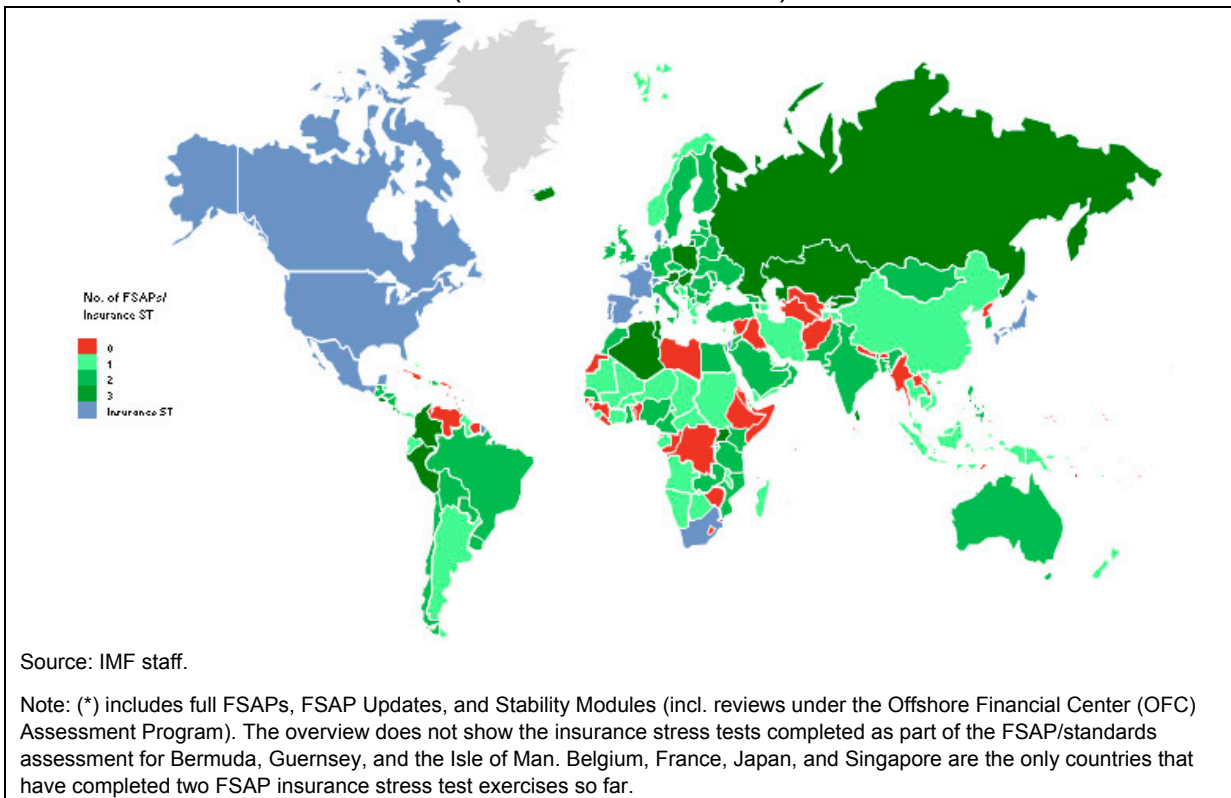 No. of FSAPs/
Insurance ST
0
1
2
3
Insurance ST
Source: IMF staff.
Note: (*) includes full FSAPs, FSAP Updates, and Stability Modules (incl. reviews under the Offshore Financial Center (OFC)
Assessment Program). The overview does not show the insurance stress tests completed as part of the FSAP/standards
assessment for Bermuda, Guernsey, and the Isle of Man. Belgium, France, Japan, and Singapore are the only countries that
have completed two FSAP insurance stress test exercises so far.